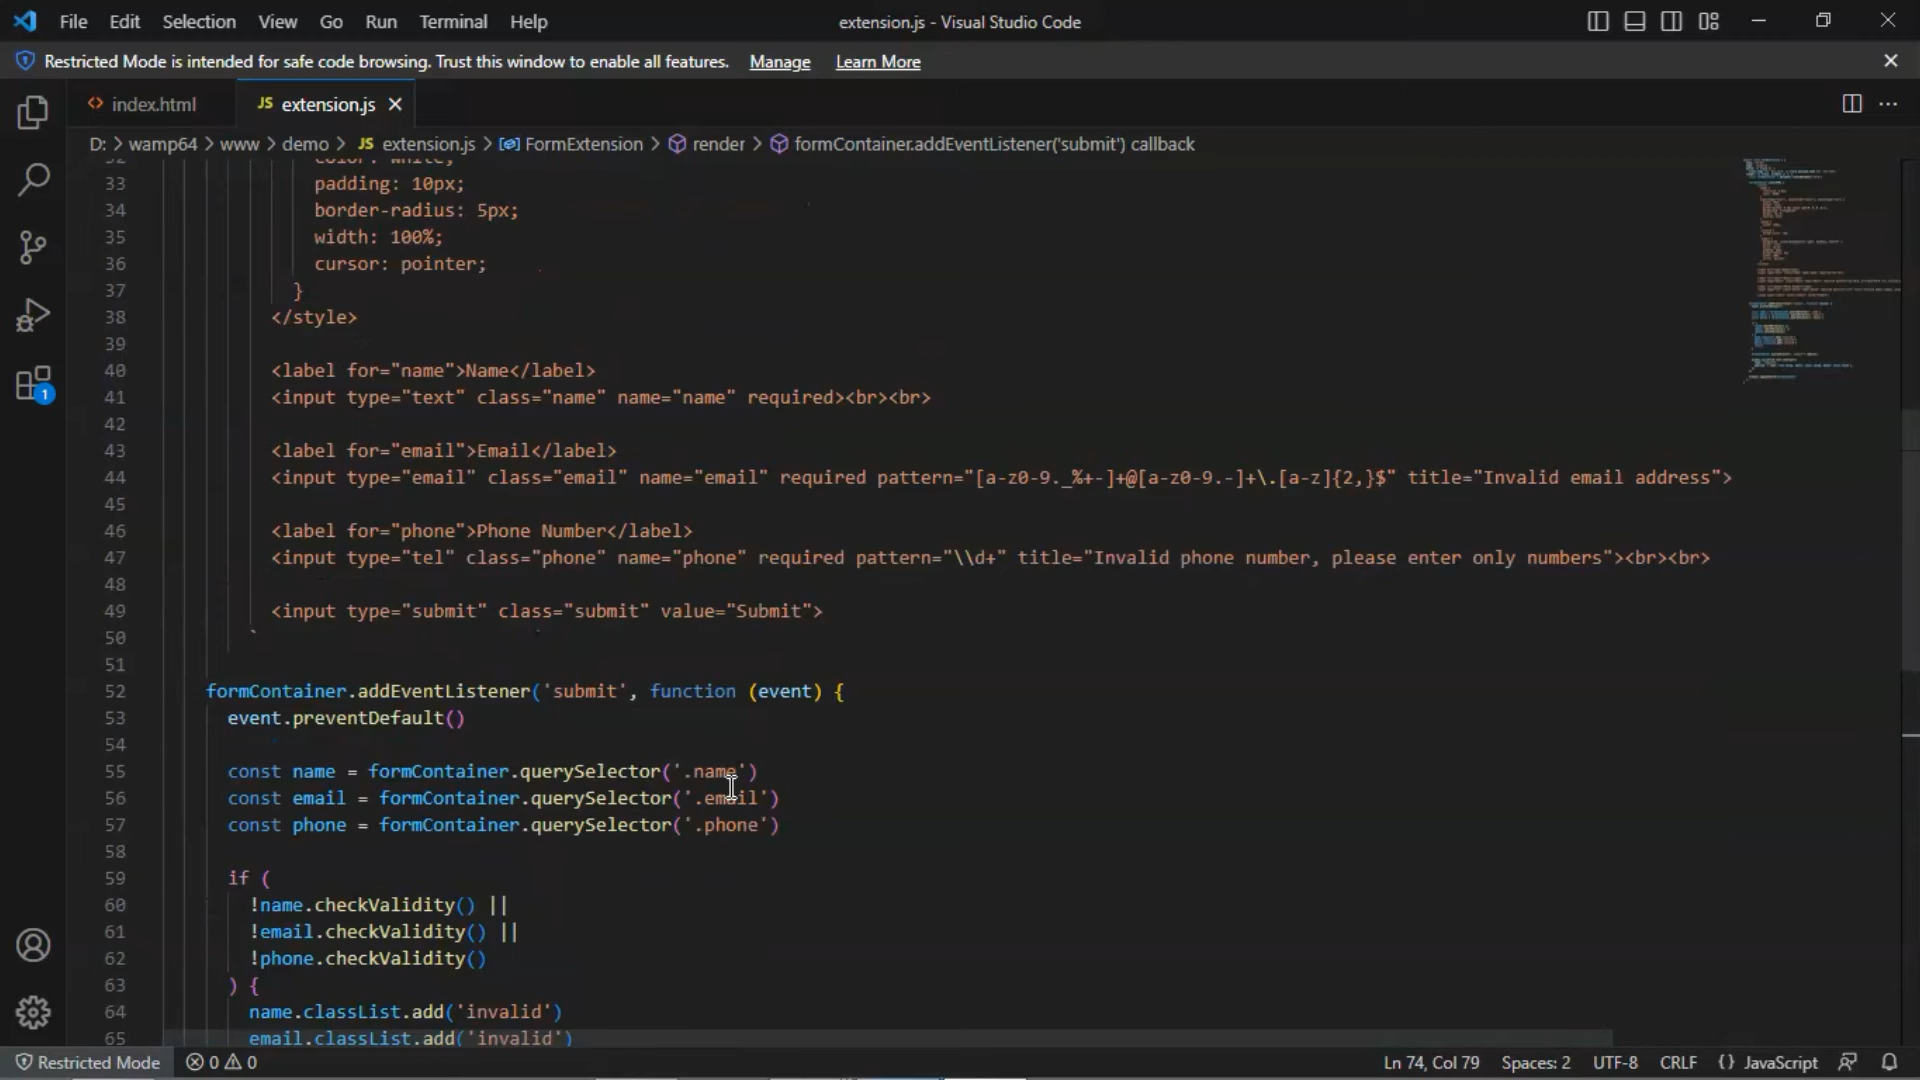 File Edit Selection View Go Run Terminal Help extension.js - Visual Studio Code
Restricted Mode is intended for safe code browsing. Trust this window to enable all features. Manage Learn More
<> index.html JS extension.js
D: > wamp64 > www > demo > JS extension.js > FormExtension > render > formContainer.addEventListener('submit') callback
32 color: white;
33 padding: 10px;
34 border-radius: 5px;
35 width: 100%;
36 cursor: pointer;
37 }
38 </style>
39
40 <label for="name">Name</label>
41 <input type="text" class="name" name="name" required><br><br>
42
43 <label for="email">Email</label>
44 <input type="email" class="email" name="email" required pattern="[a-z0-9._%+-]+@[a-z0-9.-]+\.[a-z]{2,}$" title="Invalid email address">
45
46 <label for="phone">Phone Number</label>
47 <input type="tel" class="phone" name="phone" required pattern="\\d+" title="Invalid phone number, please enter only numbers"><br><br>
48
49 <input type="submit" class="submit" value="Submit">
50 `
51
52 formContainer.addEventListener('submit', function (event) {
53 event.preventDefault()
54
55 const name = formContainer.querySelector('.name')
56 const email = formContainer.querySelector('.email')
57 const phone = formContainer.querySelector('.phone')
58
59 if (
60 !name.checkValidity() ||
61 !email.checkValidity() ||
62 !phone.checkValidity()
63 ) {
64 name.classList.add('invalid')
65 email.classList.add('invalid')
1
Restricted Mode 0 0 Ln 74, Col 79 Spaces: 2 UTF-8 CRLF {} JavaScript